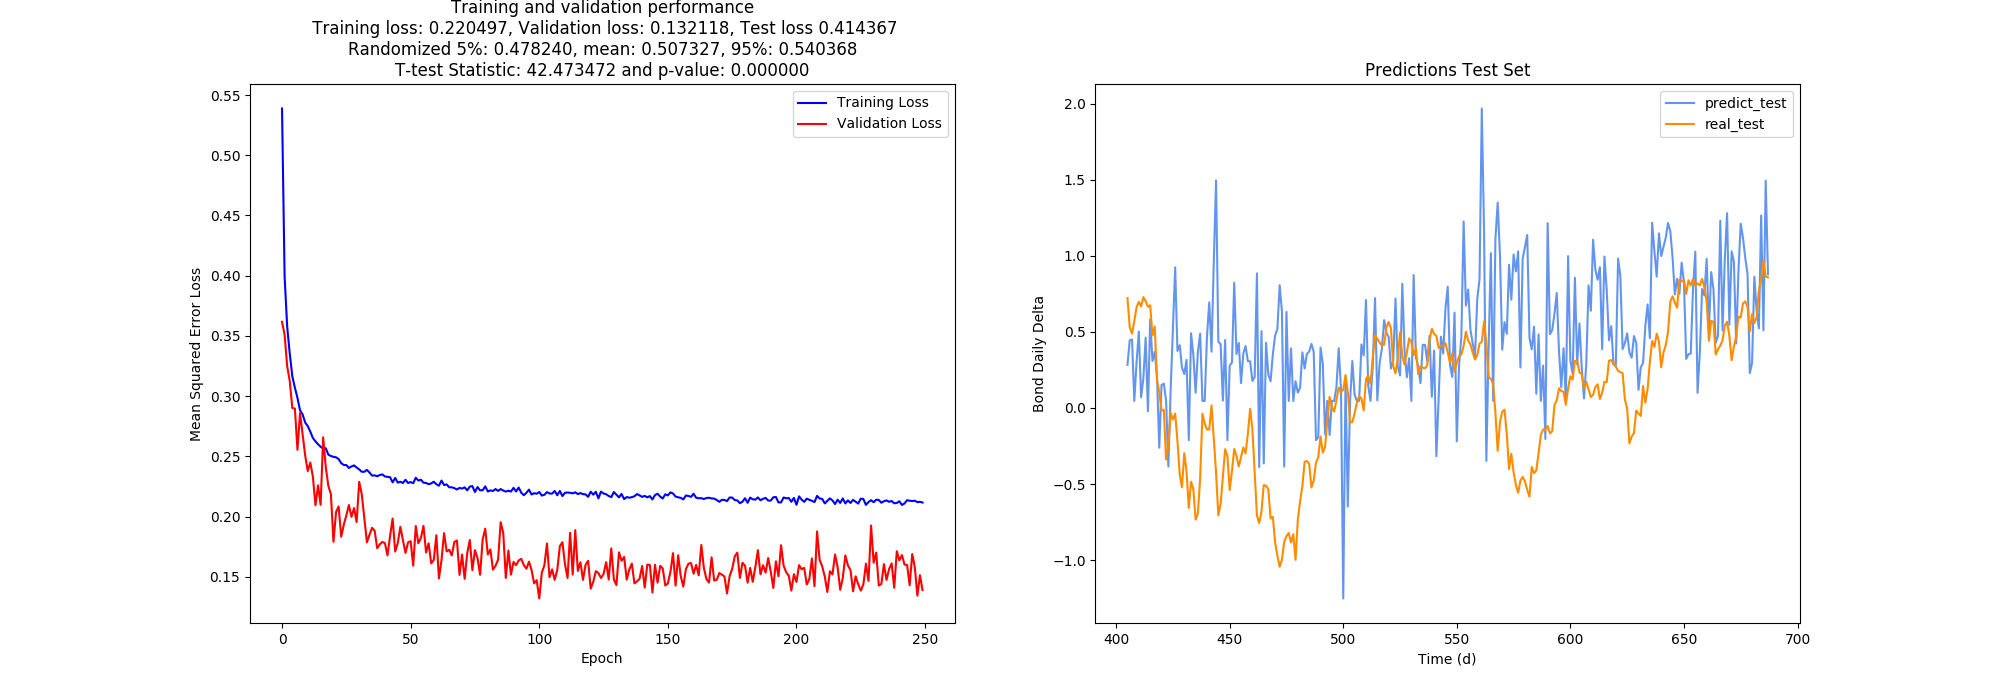 Training and validation performance
Training loss: 0.220497, Validation loss: 0.132118, Test loss 0.414367
Randomized 5%: 0.478240, mean: 0.507327, 95%: 0.540368
T-test Statistic: 42.473472 and p-value: 0.000000
0.55
0.50
0.45
0.40
0.35
0.30
0.25
0.20
0.15
Mean Squared Error Loss
Training Loss
Validation Loss
0
50
100
150
200
250
Epoch
Predictions Test Set
2.0
1.5
1.0
0.5
0.0
−0.5
−1.0
Bond Daily Delta
predict_test
real_test
400
450
500
550
600
650
700
Time (d)